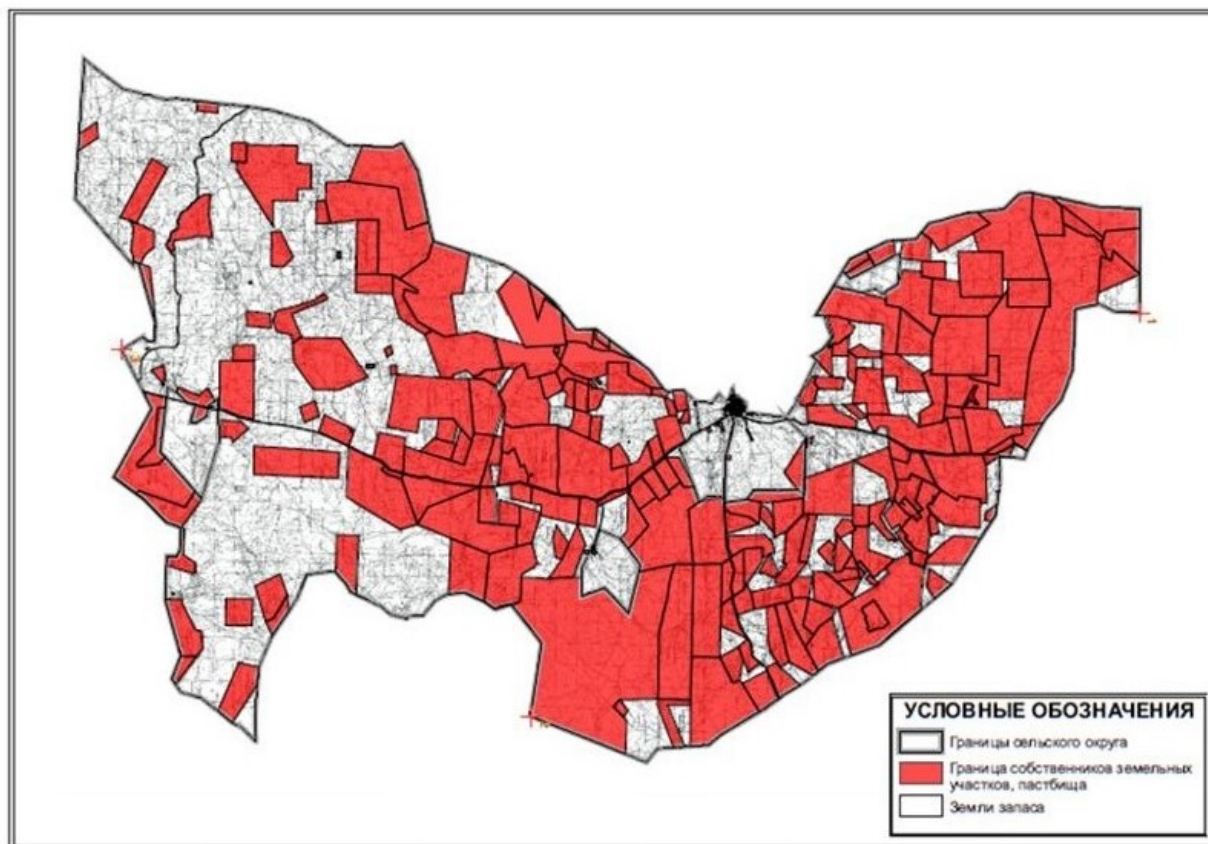 УСЛОВНЫЕ ОБОЗНАЧЕНИЯ
Границы сельского округа
Граница собственников земельных
участков, пастбища
Земли запаса